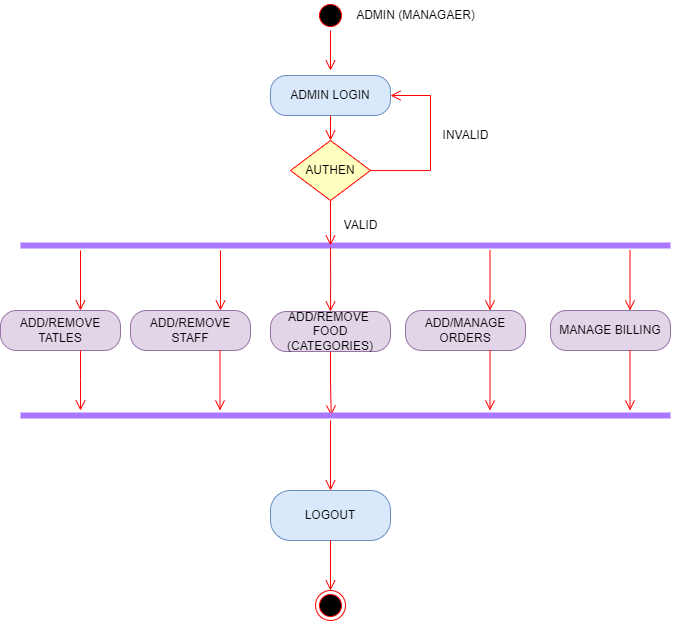 ADMIN (MANAGAER)
ADMIN LOGIN
INVALID
AUTHEN
VALID
ADD/REMOVE
TATLES
ADD/REMOVE
STAFF
ADD/REMOVE
FOOD
(CATEGORIES)
ADD/MANAGE
ORDERS
MANAGE BILLING
LOGOUT